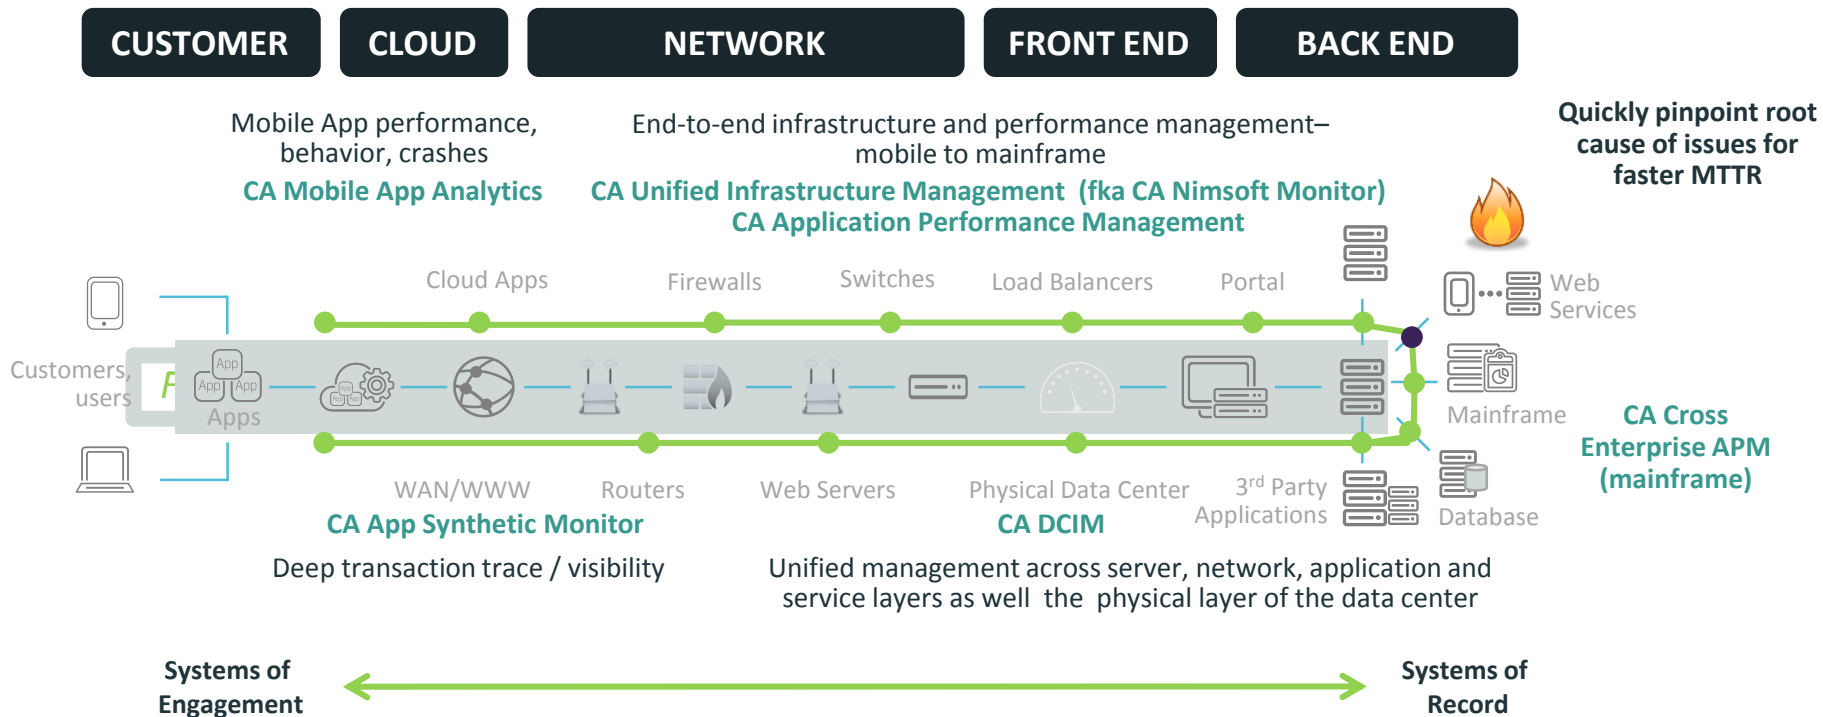 CUSTOMER
CLOUD
NETWORK
FRONT END
BACK END
Mobile App performance,
behavior, crashes
CA Mobile App Analytics
End-to-end infrastructure and performance management–
mobile to mainframe
CA Unified Infrastructure Management (fka CA Nimsoft Monitor)
CA Application Performance Management
Quickly pinpoint root
cause of issues for
faster MTTR
Cloud Apps
Firewalls
Switches
Load Balancers
Portal
Web
Services
Customers,
users
F
App
App
App
Apps
App
App
App
Mainframe
CA Cross
Enterprise APM
(mainframe)
WAN/WWW
Routers
Web Servers
Physical Data Center
3rd Party
Applications
Database
CA App Synthetic Monitor
CA DCIM
Deep transaction trace / visibility
Unified management across server, network, application and
service layers as well the physical layer of the data center
Systems of
Engagement
Systems of
Record